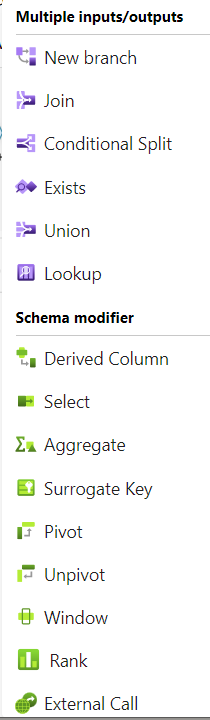 Multiple inputs/outputs
New branch
Join
Conditional Split
Exists
Union
Lookup
Schema modifier
Derived Column
Select
Aggregate
Surrogate Key
Pivot
Unpivot
Window
Rank
External Call